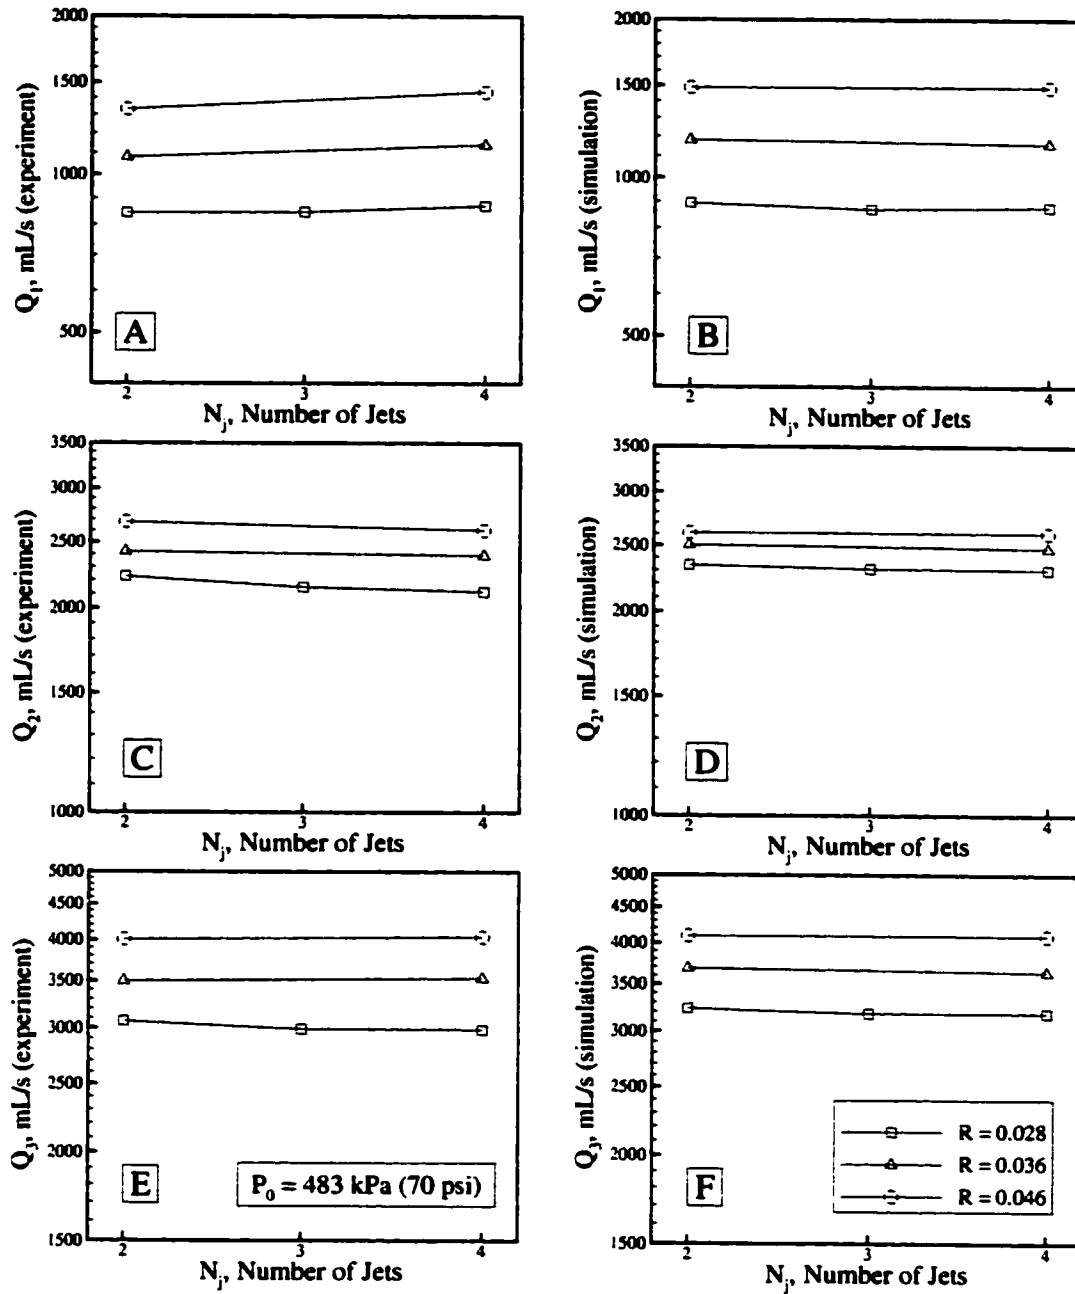 2000
1500
1000
500
Q1, mL/s (experiment)
A
2 3 4
Nj, Number of Jets
2000
1500
1000
500
Q1, mL/s (simulation)
B
2 3 4
Nj, Number of Jets
3500
3000
2500
2000
1500
1000
Q2, mL/s (experiment)
C
2 3 4
Nj, Number of Jets
3500
3000
2500
2000
1500
1000
Q2, mL/s (simulation)
D
2 3 4
Nj, Number of Jets
5000
4500
4000
3500
3000
2500
2000
1500
Q3, mL/s (experiment)
E
P0 = 483 kPa (70 psi)
2 3 4
Nj, Number of Jets
5000
4500
4000
3500
3000
2500
2000
1500
Q3, mL/s (simulation)
F
R = 0.028
R = 0.036
R = 0.046
2 3 4
Nj, Number of Jets